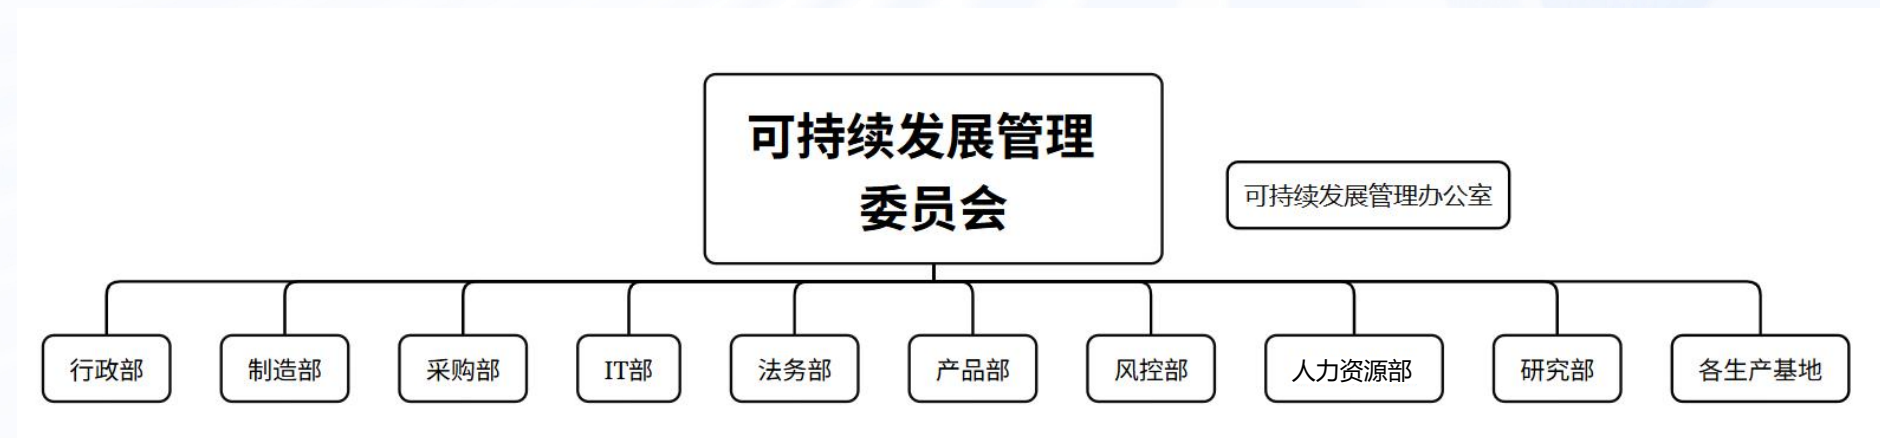 可持续发展管理
委员会
可持续发展管理办公室
行政部
制造部
采购部
IT部
法务部
产品部
风控部
人力资源部
研究部
各生产基地